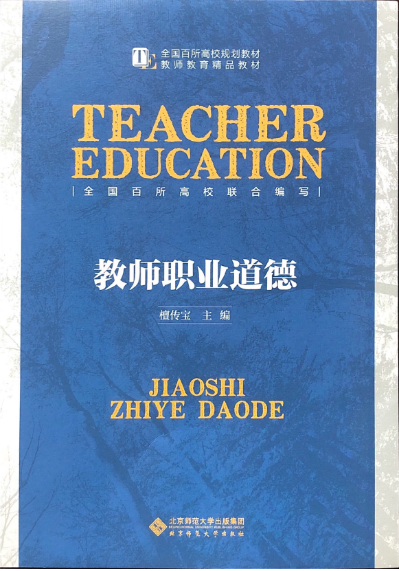 TE
全国百所高校规划教材
教师教育精品教材
TEACHER
EDUCATION
全国百所高校联合编写
教师职业道德
檀传宝 主编
JIAOSHI
ZHIYE DAODE
北京师范大学出版集团
北京师范大学出版社